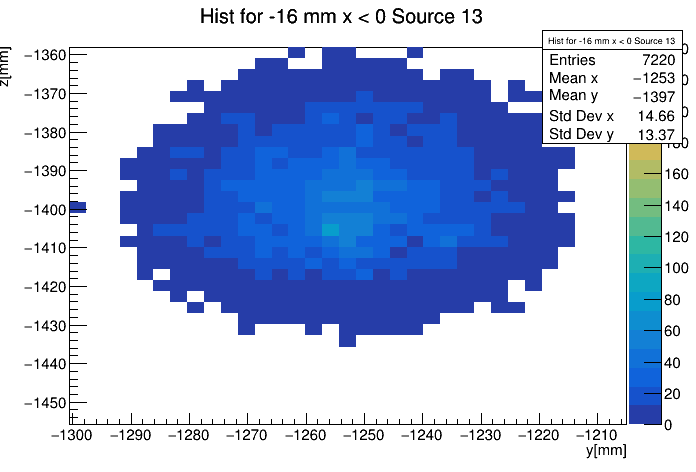 Hist for -16 mm x < 0 Source 13
Hist for -16 mm x < 0 Source 13
Entries 7220
Mean x −1253
Mean y −1397
Std Dev x 14.66
Std Dev y 13.37
z[mm]
−1360
−1370
−1380
−1390
−1400
−1410
−1420
−1430
−1440
−1450
−1300 −1290 −1280 −1270 −1260 −1250 −1240 −1230 −1220 −1210
y[mm]
160
140
120
100
80
60
40
20
0